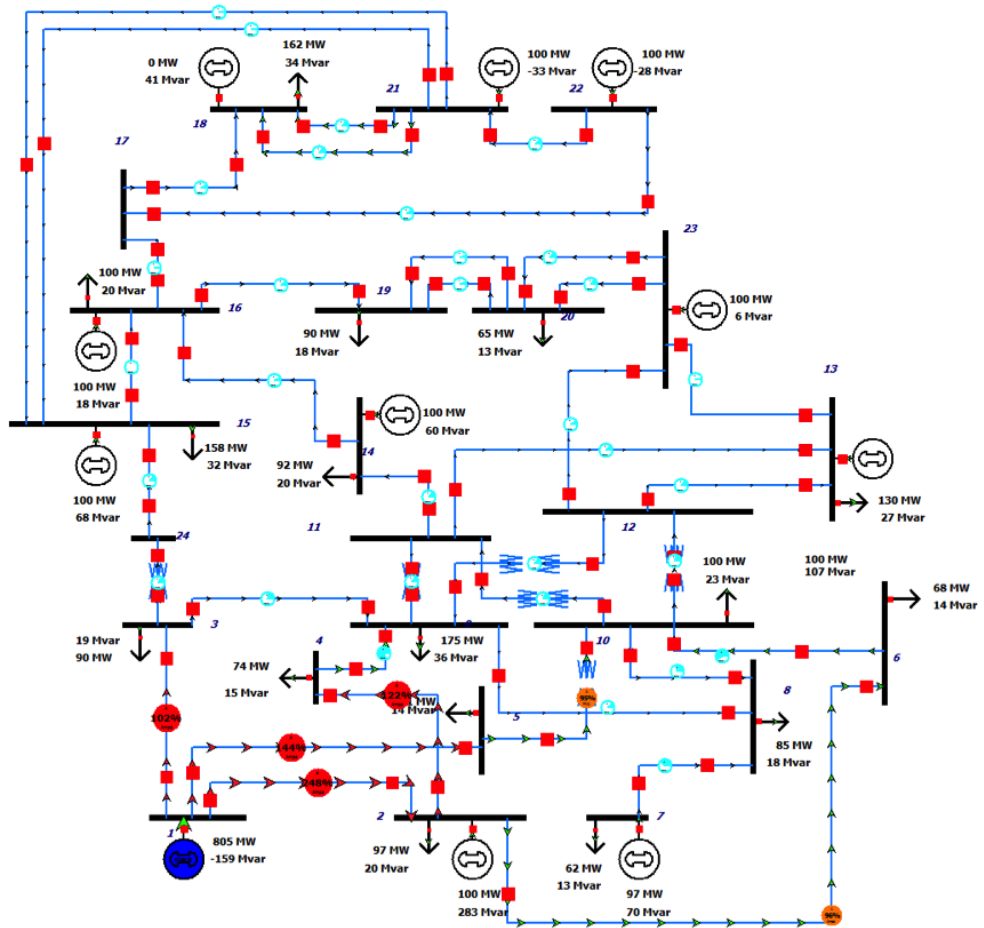 0 MW
41 Mvar
162 MW
34 Mvar
100 MW
-33 Mvar
100 MW
-28 Mvar
18
21
22
17
23
100 MW
20 Mvar
16
19
20
90 MW
18 Mvar
65 MW
13 Mvar
100 MW
6 Mvar
13
100 MW
18 Mvar
15
100 MW
60 Mvar
14
158 MW
32 Mvar
92 MW
20 Mvar
100 MW
68 Mvar
130 MW
27 Mvar
24
11
12
100 MW
23 Mvar
100 MW
107 Mvar
68 MW
14 Mvar
3
4
10
6
19 Mvar
90 MW
175 MW
36 Mvar
74 MW
15 Mvar
122%
MW
14 Mvar
5
99%
8
102%
144%
85 MW
18 Mvar
248%
1
2
7
805 MW
-159 Mvar
97 MW
20 Mvar
100 MW
283 Mvar
62 MW
13 Mvar
97 MW
70 Mvar
96%